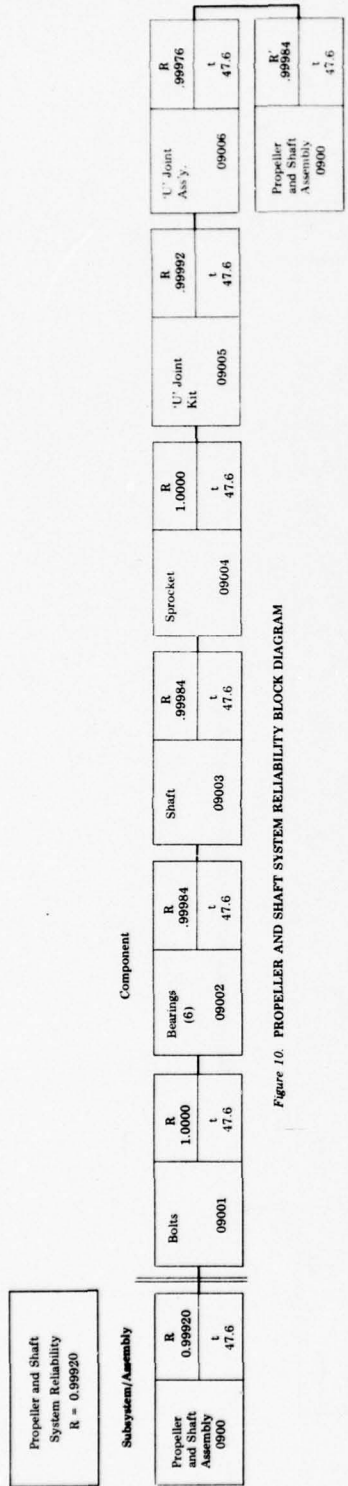 Propeller and Shaft
System Reliability
R = 0.99920
Subsystem/Assembly
Component
Propeller
and Shaft
Assembly
0900
R
0.99920
t
47.6
Bolts
09001
R
1.0000
t
47.6
Bearings
(6)
09002
R
.99984
t
47.6
Shaft
09003
R
.99984
t
47.6
Sprocket
09004
R
1.0000
t
47.6
'U' Joint
Kit
09005
R
.99992
t
47.6
'U' Joint
Ass'y.
09006
R
.99976
t
47.6
Propeller
and Shaft
Assembly
0900
R'
.99984
t
47.6
Figure 10. PROPELLER AND SHAFT SYSTEM RELIABILITY BLOCK DIAGRAM